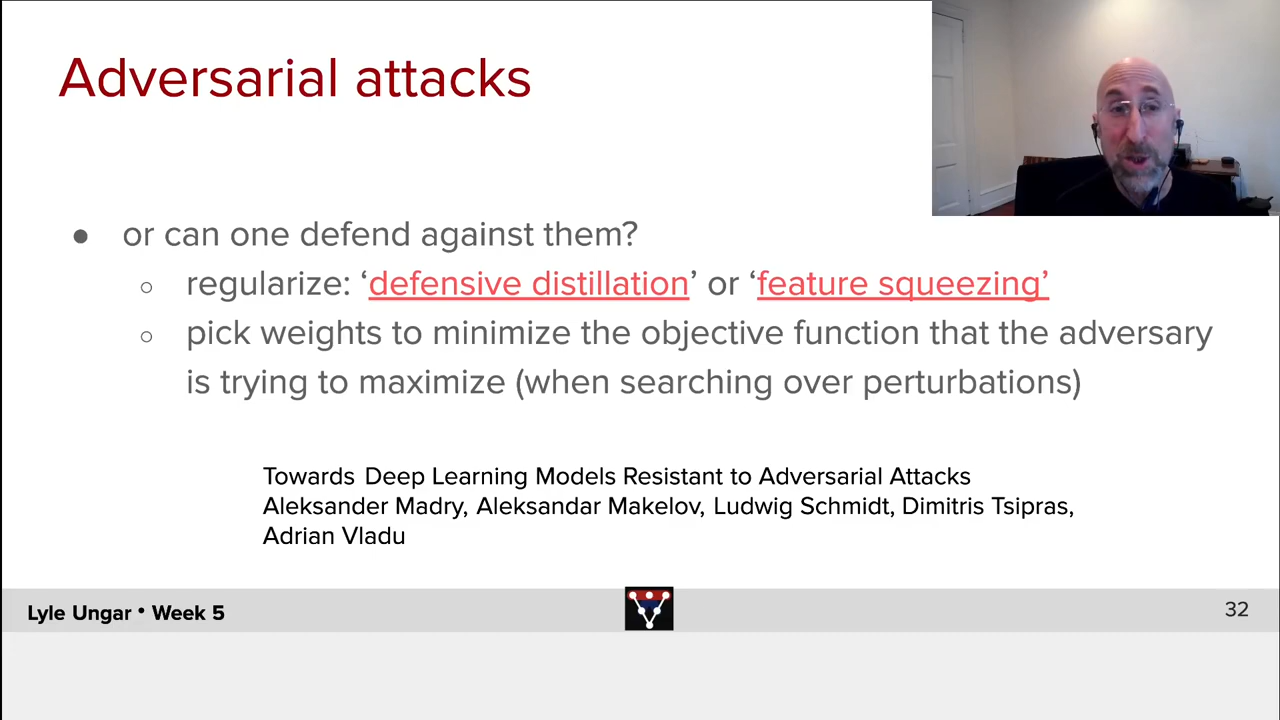 Adversarial attacks
● or can one defend against them?
○ regularize: ‘defensive distillation’ or ‘feature squeezing’
○ pick weights to minimize the objective function that the adversary
is trying to maximize (when searching over perturbations)
Towards Deep Learning Models Resistant to Adversarial Attacks
Aleksander Madry, Aleksandar Makelov, Ludwig Schmidt, Dimitris Tsipras,
Adrian Vladu
Lyle Ungar • Week 5
32